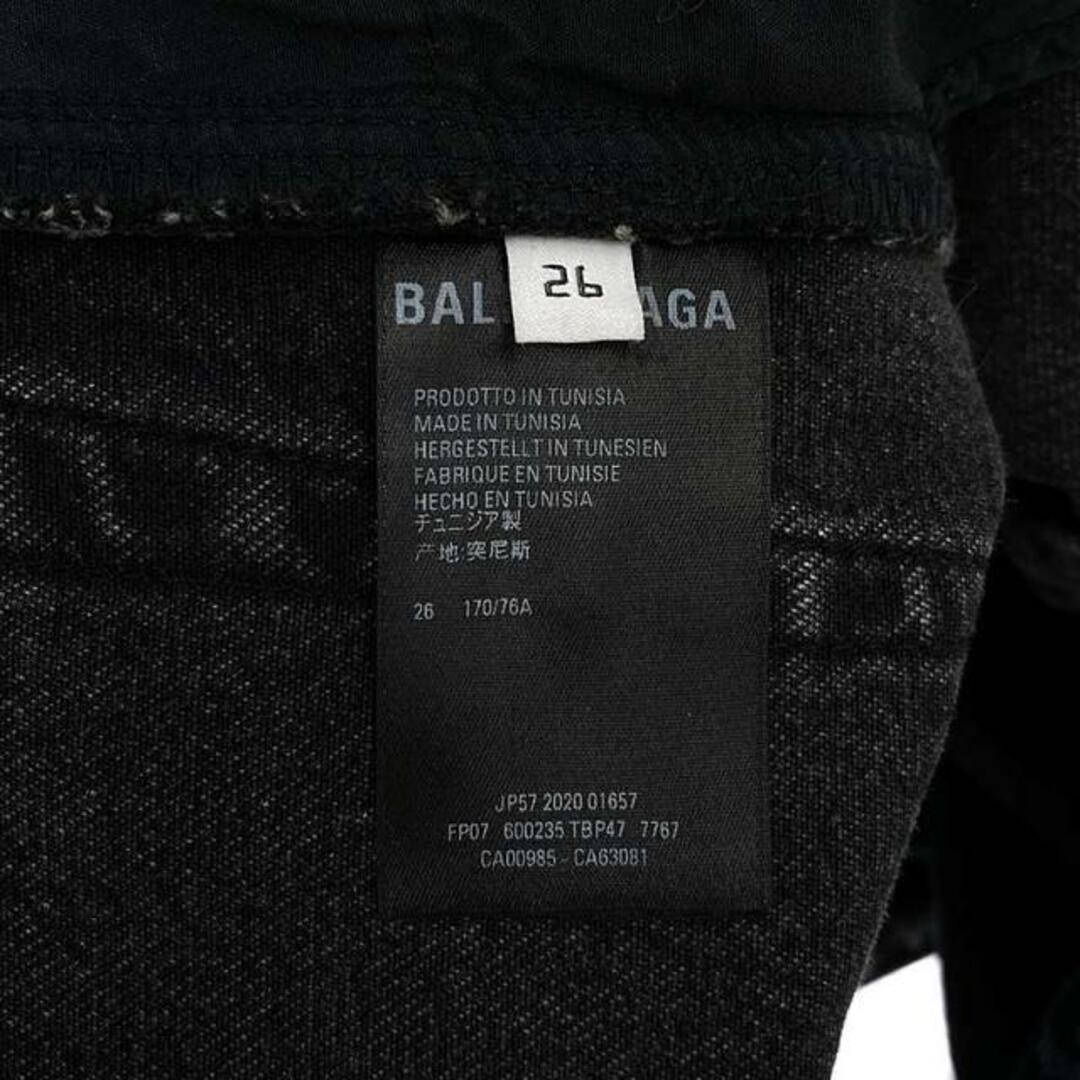 26
BAL AGA
PRODOTTO IN TUNISIA
MADE IN TUNISIA
HERGESTELLT IN TUNESIEN
FABRIQUE EN TUNISIE
HECHO EN TUNISIA
チュニジア製
产地:突尼斯
26 170/76A
JP57 2020 01657
FP07 600235 TBP47 7767
CA00985 - CA63081